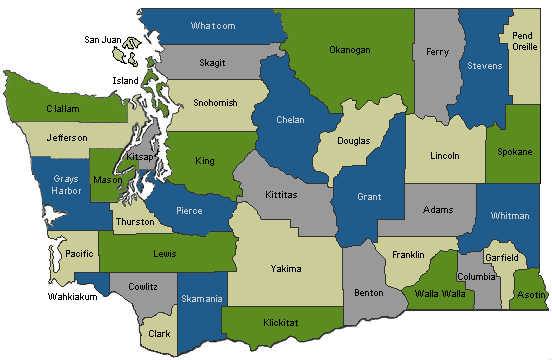 Whatcom
San Juan
Pend
Oreille
Okanogan
Ferry
Skagit
Stevens
Island
Snohomish
Clallam
Chelan
Jefferson
Douglas
Lincoln
Spokane
Kitsap
King
Grays
Harbor
Mason
Kittitas
Grant
Pierce
Adams
Whitman
Thurston
Pacific
Lewis
Franklin
Garfield
Yakima
Columbia
Wahkiakum
Cowlitz
Skamania
Benton
Walla Walla
Asotin
Klickitat
Clark